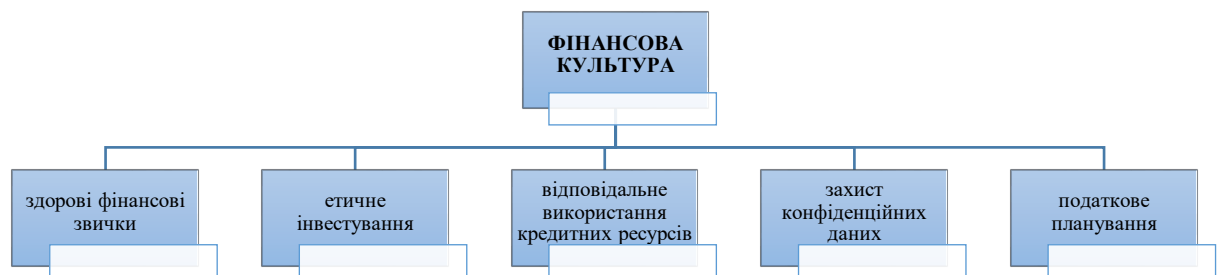 ФІНАНСОВА
КУЛЬТУРА
здорові фінансові
звички
етичне
інвестування
відповідальне
використання
кредитних ресурсів
захист
конфіденційних
даних
податкове
планування